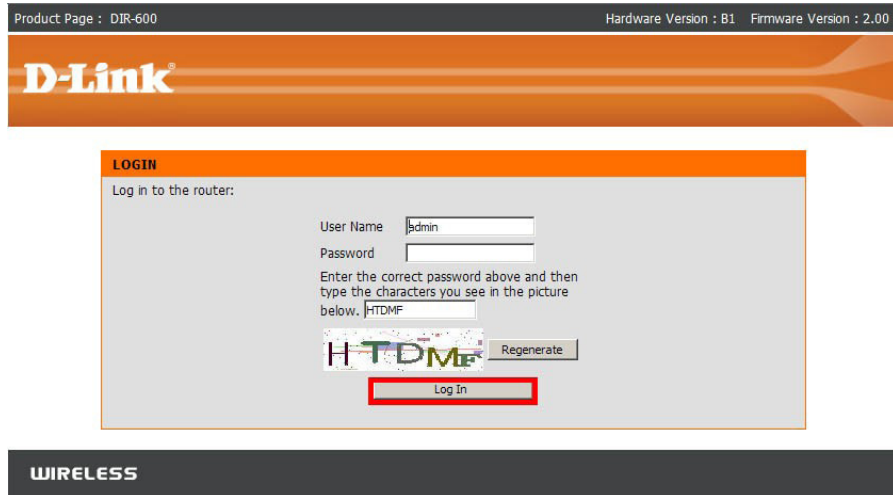 Product Page : DIR-600 Hardware Version : B1 Firmware Version : 2.00
D-Link®
LOGIN
Log in to the router:
User Name admin
Password
Enter the correct password above and then
type the characters you see in the picture
below. HTDMF
HTDMF Regenerate
Log In
WIRELESS